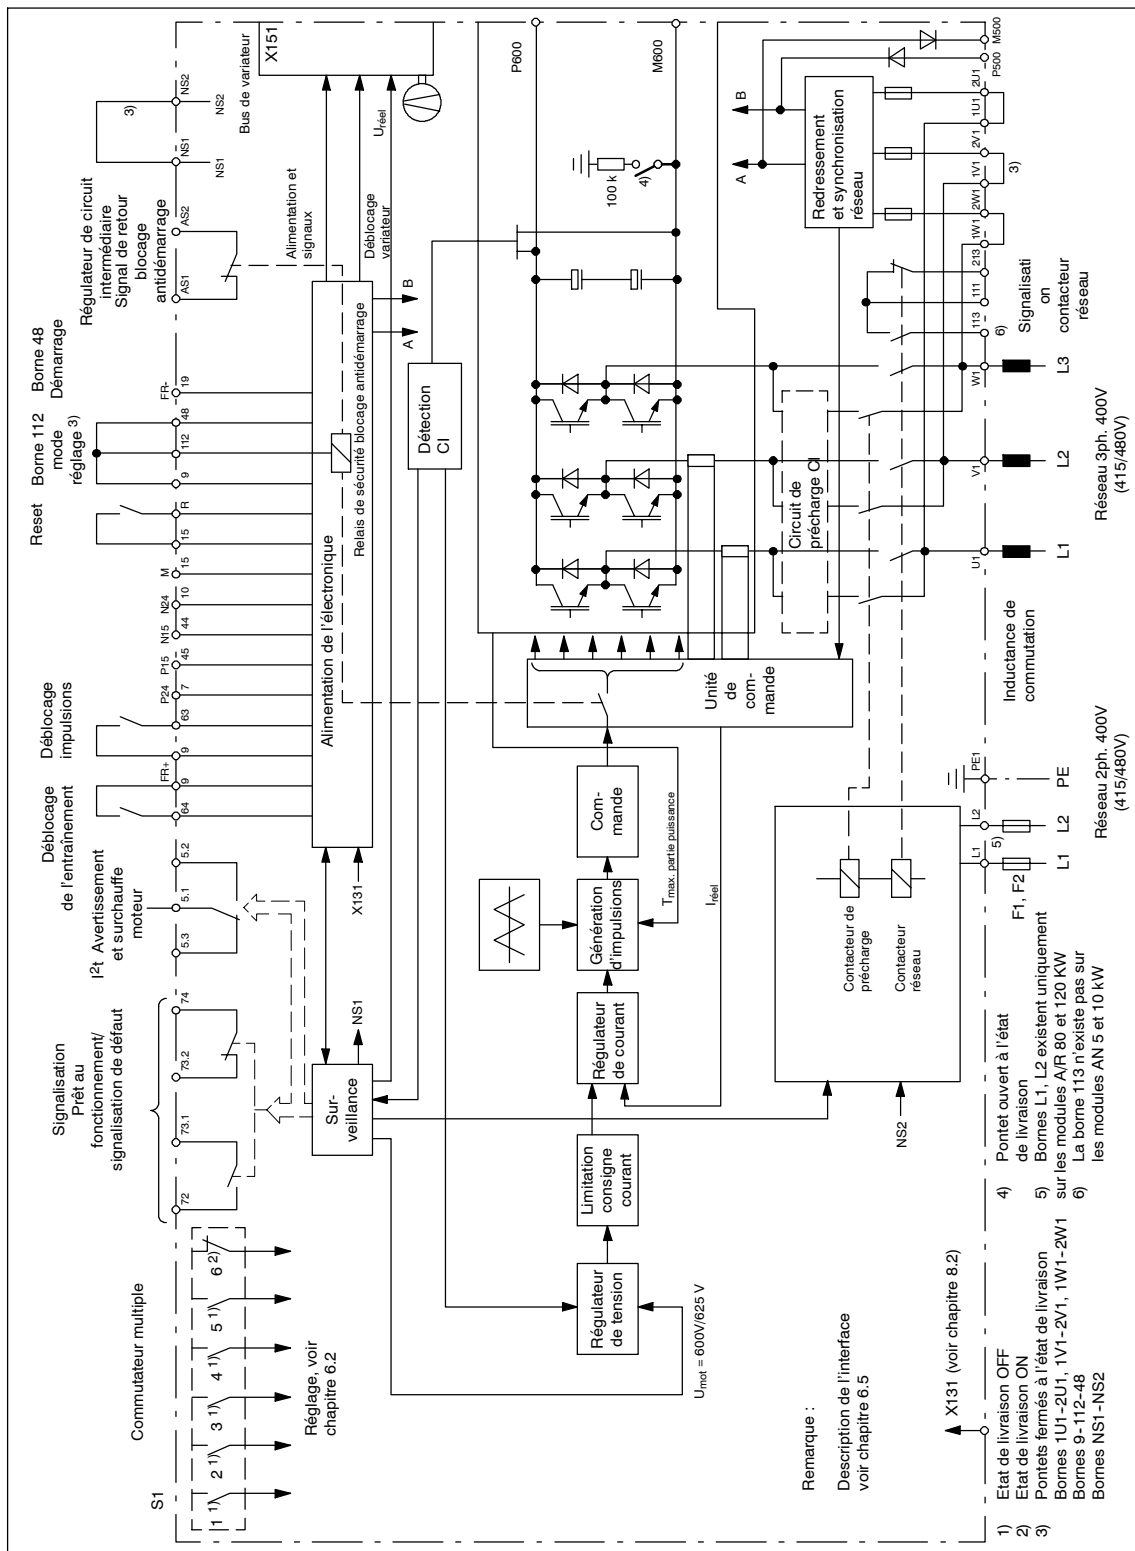 S1
Commutateur multiple
1 1)
2 1)
3 1)
4 1)
5 1)
6 2)
Réglage, voir
chapitre 6.2
Signalisation
Prêt au
fonctionnement/
signalisation de défaut
72
73.1
73.2
74
I²t Avertissement
et surchauffe
moteur
5.3
5.1
5.2
Déblocage
de l'entraînement
64
9
FR+
Déblocage
impulsions
9
63
P24
7
P15
45
N15
44
N24
10
M
15
Reset
15
R
Borne 112
mode
réglage 3)
9
112
48
Borne 48
Démarrage
FR-
19
Régulateur de circuit
intermédiaire
Signal de retour
blocage
antidémarrage
AS1
AS2
3)
NS1
NS1
NS2
NS2
Bus de variateur
X151
Alimentation et
signaux
Déblocage
variateur
Uréel
Sur-
veillance
NS1
X131
Alimentation de l'électronique
Relais de sécurité blocage antidémarrage
A
B
Détection
CI
P600
M600
100 k
4)
Régulateur
de tension
Limitation
consigne
courant
Régulateur
de courant
Génération
d'impulsions
Com-
mande
Unité
de
com-
mande
Umot = 600V/625 V
Tmax. partie puissance
Iréel
Circuit de
précharge CI
A
B
Redressement
et synchronisation
réseau
M500
P500
2U1
1U1
2V1
1V1
2W1
1W1
3)
213
111
113
6)
Signalisati
on
contacteur
réseau
W1
V1
U1
L3
L2
L1
Réseau 3ph. 400V
(415/480V)
Inductance de
commutation
NS2
Contacteur de
précharge
Contacteur
réseau
PE1
L2
L1
5)
PE
L2
L1
F1, F2
Réseau 2ph. 400V
(415/480V)
Remarque :
Description de l'interface
voir chapitre 6.5
X131 (voir chapitre 8.2)
1) Etat de livraison OFF
2) Etat de livraison ON
3) Pontets fermés à l'état de livraison
Bornes 1U1-2U1, 1V1-2V1, 1W1-2W1
Bornes 9-112-48
Bornes NS1-NS2
4) Pontet ouvert à l'état
de livraison
5) Bornes L1, L2 existent uniquement
sur les modules A/R 80 et 120 KW
6) La borne 113 n'existe pas sur
les modules AN 5 et 10 kW